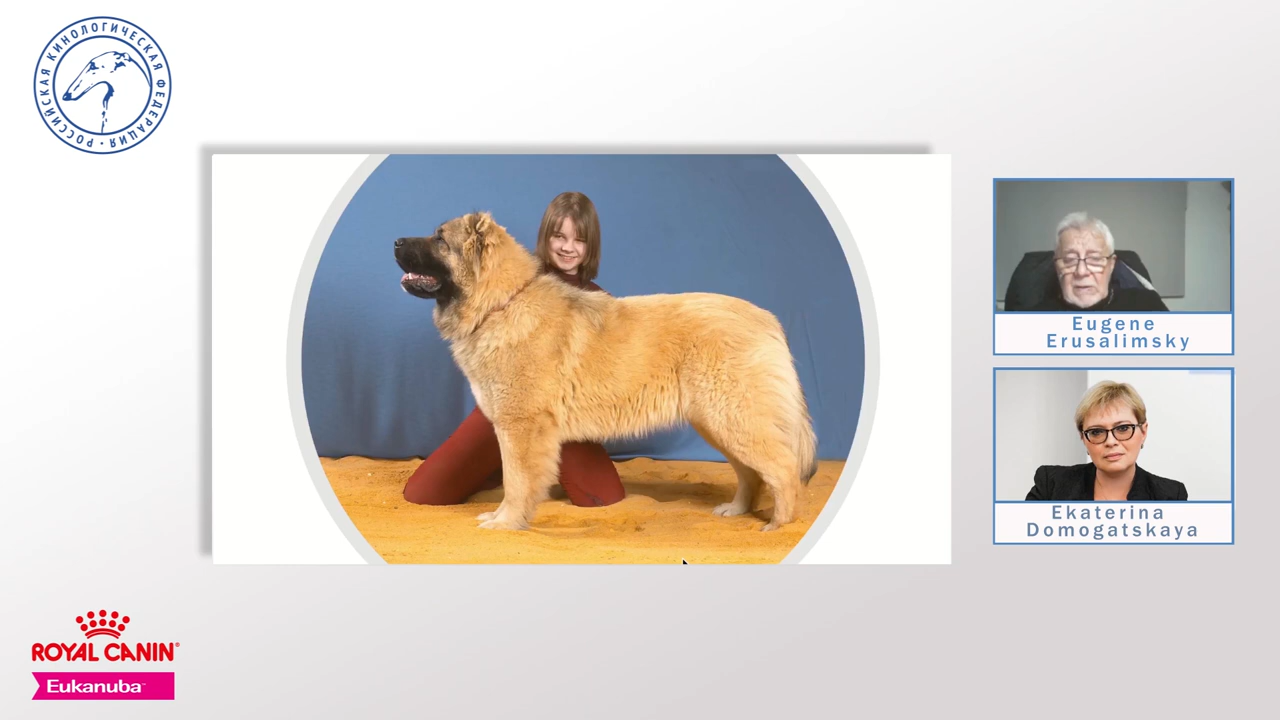 РОССИЙСКАЯ КИНОЛОГИЧЕСКАЯ ФЕДЕРАЦИЯ
Eugene
Erusalimsky
Ekaterina
Domogatskaya
ROYAL CANIN
Eukanuba